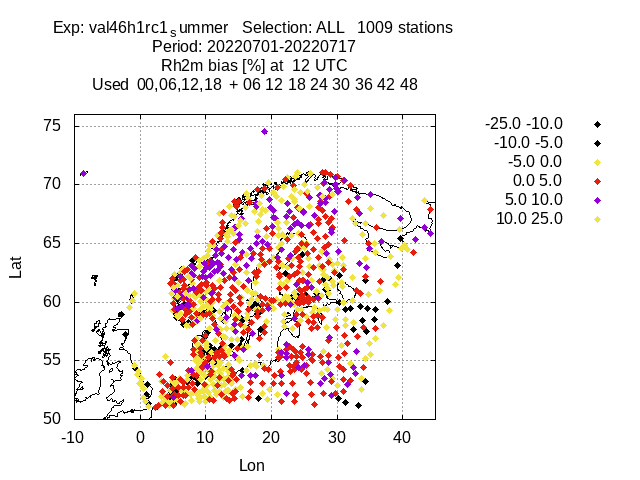 Exp: val46h1rc1summer   Selection: ALL   1009 stations
Period: 20220701-20220717
Rh2m bias [%] at  12 UTC
Used  00,06,12,18  + 06 12 18 24 30 36 42 48
-25.0 -10.0
-10.0 -5.0
-5.0 0.0
0.0 5.0
5.0 10.0
10.0 25.0
75
70
65
60
55
50
Lat
-10 0 10 20 30 40
Lon